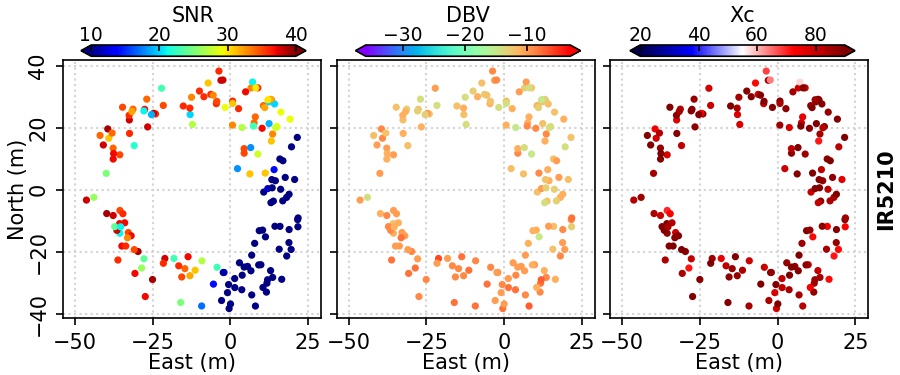 SNR DBV Xc
10 20 30 40 −30 −20 −10 20 40 60 80
40
20
0
−20
−40
North (m)
IR5210
−50 −25 0 25 −50 −25 0 25 −50 −25 0 25
East (m) East (m) East (m)